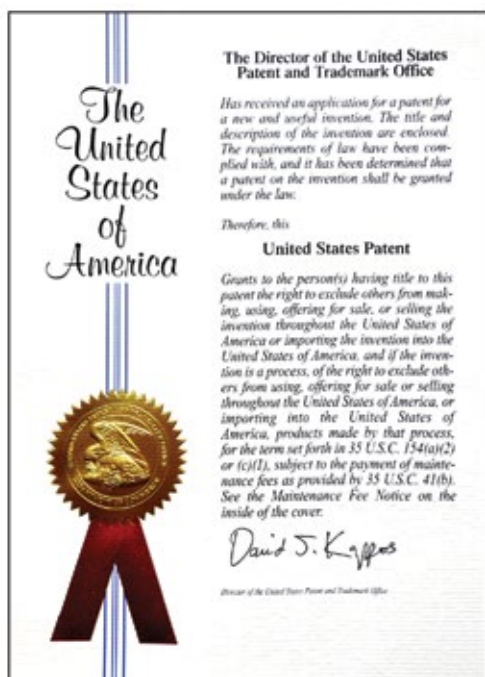 The
United
States
of
America
The Director of the United States
Patent and Trademark Office
Has received an application for a patent for
a new and useful invention. The title and
description of the invention are enclosed.
The requirements of law have been com-
plied with, and it has been determined that
a patent on the invention shall be granted
under the law.
Therefore, this
United States Patent
Grants to the person(s) having title to this
patent the right to exclude others from mak-
ing, using, offering for sale, or selling the
invention throughout the United States of
America or importing the invention into the
United States of America, and if the inven-
tion is a process, of the right to exclude oth-
ers from using, offering for sale or selling
throughout the United States of America, or
importing into the United States of
America, products made by that process,
for the term set forth in 35 U.S.C. 154(a)(2)
or (c)(1), subject to the payment of mainte-
nance fees as provided by 35 U.S.C. 41(b).
See the Maintenance Fee Notice on the
inside of the cover.
David J. Kappos
Director of the United States Patent and Trademark Office